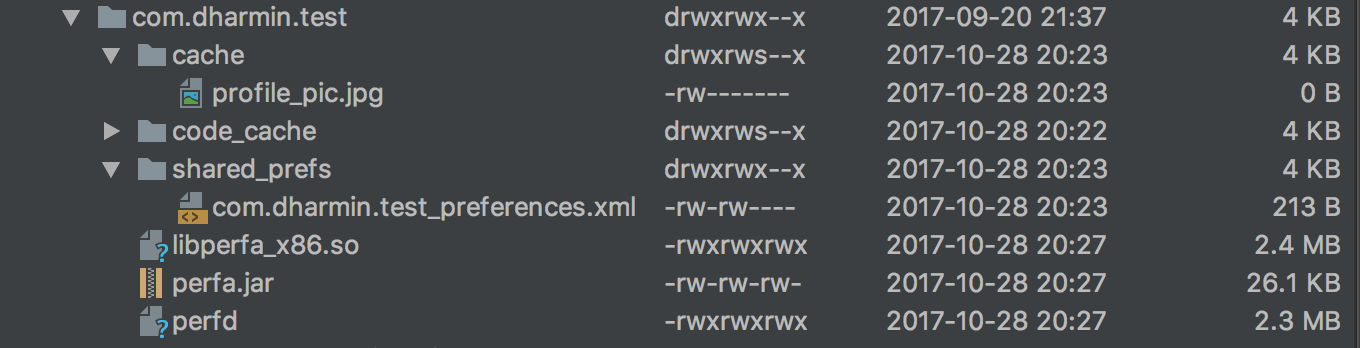 com.dharmin.test drwxrwx--x 2017-09-20 21:37 4 KB
cache drwxrws--x 2017-10-28 20:23 4 KB
profile_pic.jpg -rw------- 2017-10-28 20:23 0 B
code_cache drwxrws--x 2017-10-28 20:22 4 KB
shared_prefs drwxrwx--x 2017-10-28 20:23 4 KB
com.dharmin.test_preferences.xml -rw-rw---- 2017-10-28 20:23 213 B
libperfa_x86.so -rwxrwxrwx 2017-10-28 20:27 2.4 MB
perfa.jar -rw-rw-rw- 2017-10-28 20:27 26.1 KB
perfd -rwxrwxrwx 2017-10-28 20:27 2.3 MB